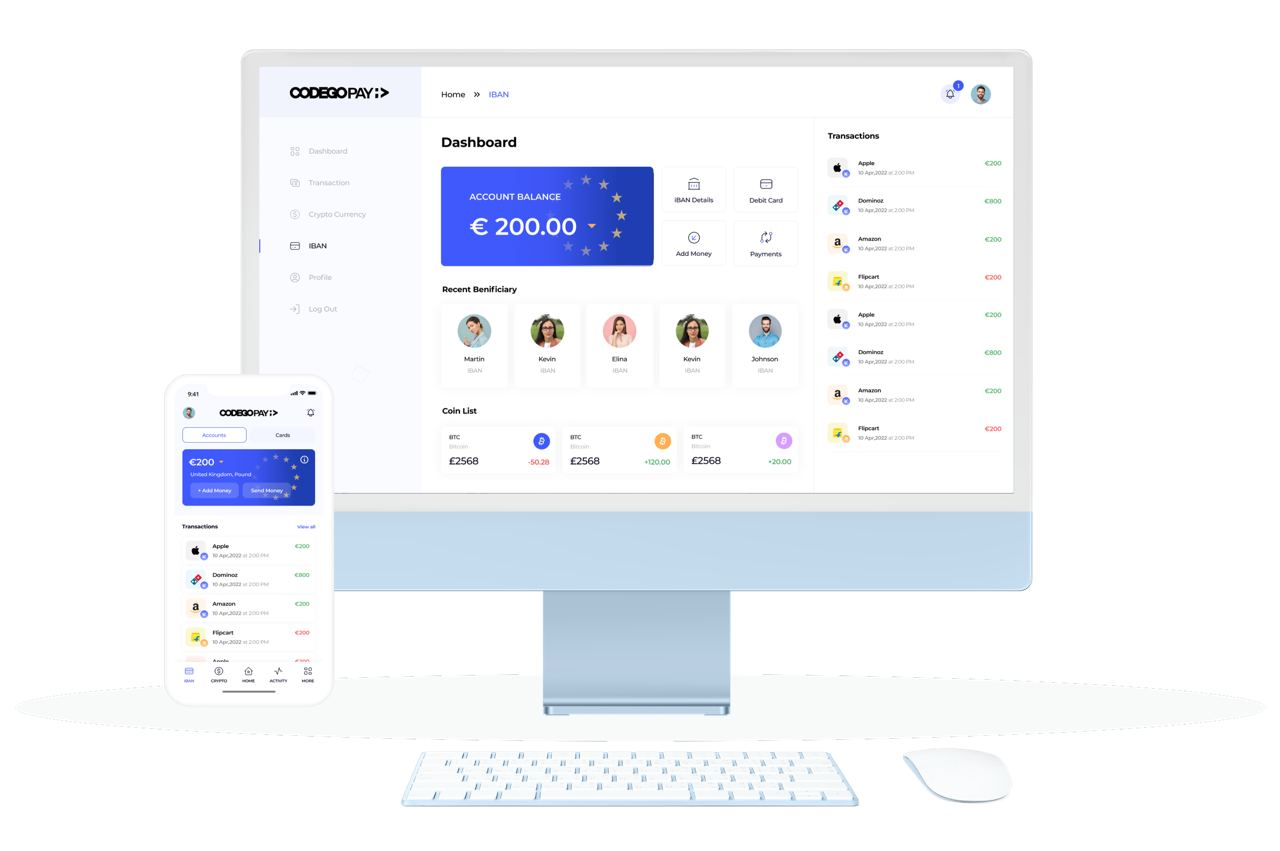 CODEGOPAY
Home » IBAN
1
Dashboard
Transaction
Crypto Currency
IBAN
Profile
Log Out
Dashboard
ACCOUNT BALANCE
€ 200.00
iBAN Details
Debit Card
Add Money
Payments
Recent Benificiary
Martin
IBAN
Kevin
IBAN
Elina
IBAN
Kevin
IBAN
Johnson
IBAN
Coin List
BTC
Bitcoin
£2568
-50.28
BTC
Bitcoin
£2568
+120.00
BTC
Bitcoin
£2568
+20.00
Transactions
Apple €200
10 Apr,2022 at 2:00 PM
Dominoz €800
10 Apr,2022 at 2:00 PM
Amazon €200
10 Apr,2022 at 2:00 PM
Flipcart €200
10 Apr,2022 at 2:00 PM
Apple €200
10 Apr,2022 at 2:00 PM
Dominoz €800
10 Apr,2022 at 2:00 PM
Amazon €200
10 Apr,2022 at 2:00 PM
Flipcart €200
10 Apr,2022 at 2:00 PM
9:41
CODEGOPAY
Accounts Cards
€200
United Kingdom, Pound
+ Add Money Send Money
Transactions View all
Apple €200
10 Apr,2022 at 2:00 PM
Dominoz €800
10 Apr,2022 at 2:00 PM
Amazon €200
10 Apr,2022 at 2:00 PM
Flipcart €200
10 Apr,2022 at 2:00 PM
Apple €200
IBAN CRYPTO HOME ACTIVITY MORE